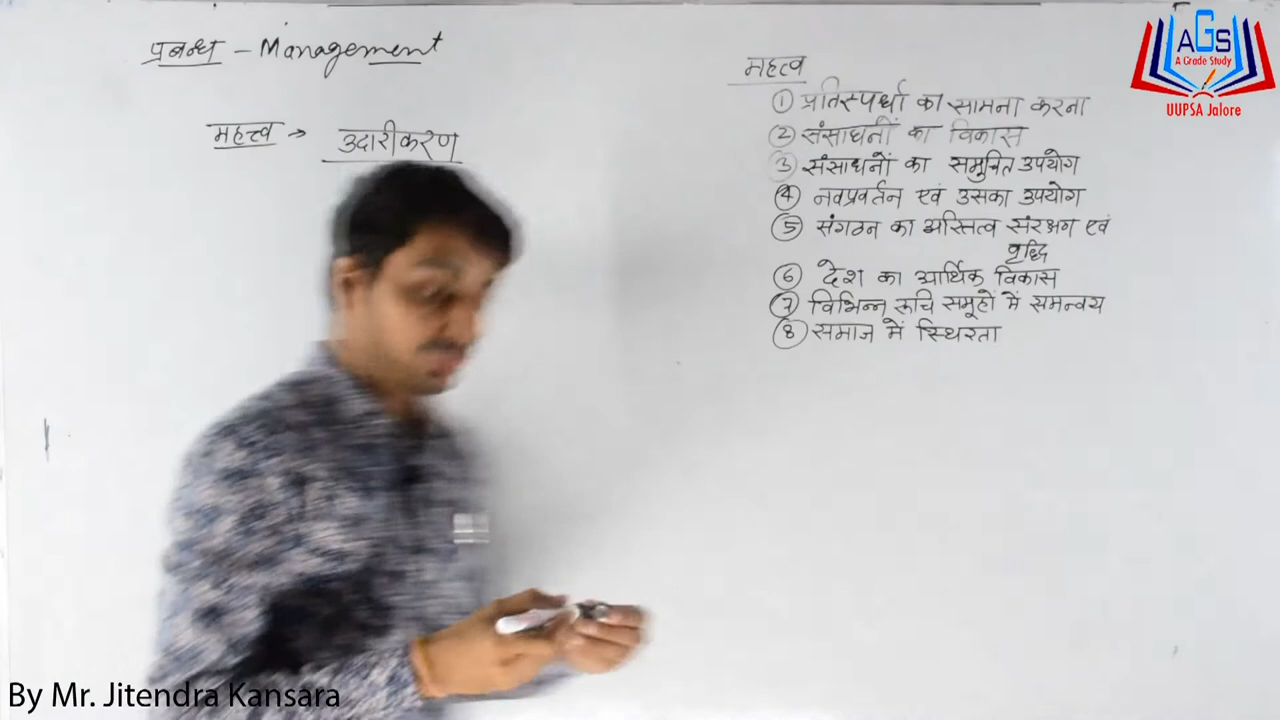 प्रबन्ध - Management
महत्त्व → उदारीकरण
महत्व
① प्रतिस्पर्धा का सामना करना
② संसाधनों का विकास
③ संसाधनों का समुचित उपयोग
④ नवप्रवर्तन एवं उसका उपयोग
⑤ संगठन का अस्तित्व संरक्षण एवं
वृद्धि
⑥ देश का आर्थिक विकास
⑦ विभिन्न रूचि समूहों में समन्वय
⑧ समाज में स्थिरता
AGS
A Grade Study
UUPSA Jalore
By Mr. Jitendra Kansara